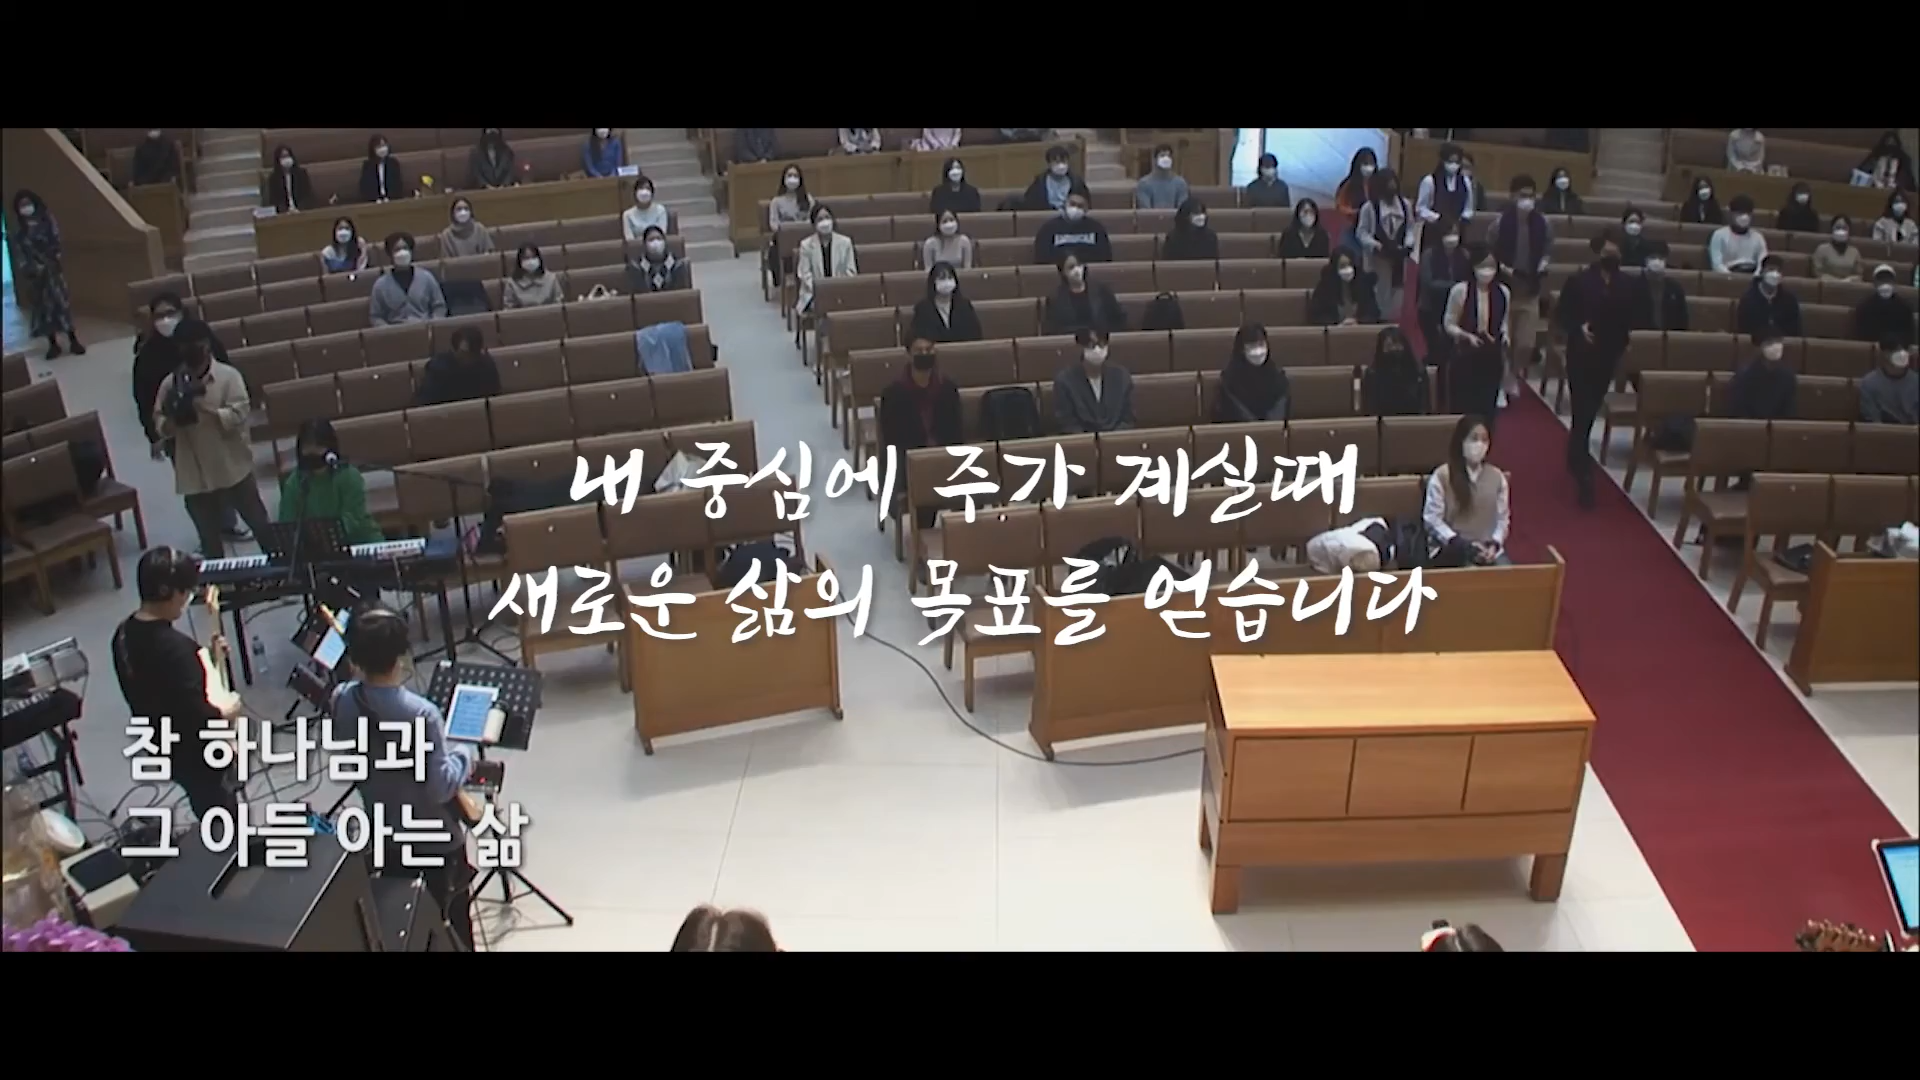 내 중심에 주가 계실때
새로운 삶의 목표를 얻습니다
참 하나님과
그 아들 아는 삶